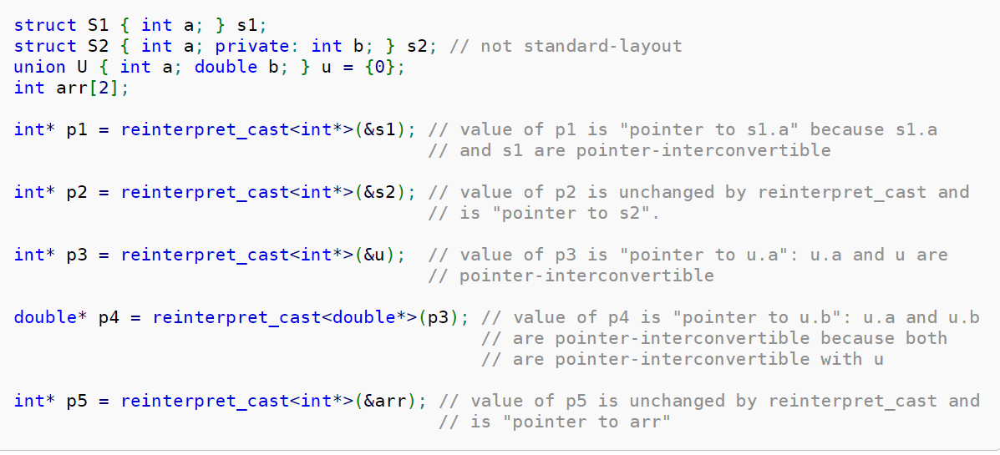 struct S1 { int a; } s1;
struct S2 { int a; private: int b; } s2; // not standard-layout
union U { int a; double b; } u = {0};
int arr[2];

int* p1 = reinterpret_cast<int*>(&s1); // value of p1 is "pointer to s1.a" because s1.a
                                       // and s1 are pointer-interconvertible

int* p2 = reinterpret_cast<int*>(&s2); // value of p2 is unchanged by reinterpret_cast and
                                       // is "pointer to s2".

int* p3 = reinterpret_cast<int*>(&u);  // value of p3 is "pointer to u.a": u.a and u are
                                       // pointer-interconvertible

double* p4 = reinterpret_cast<double*>(p3); // value of p4 is "pointer to u.b": u.a and u.b
                                            // are pointer-interconvertible because both
                                            // are pointer-interconvertible with u

int* p5 = reinterpret_cast<int*>(&arr); // value of p5 is unchanged by reinterpret_cast and
                                        // is "pointer to arr"